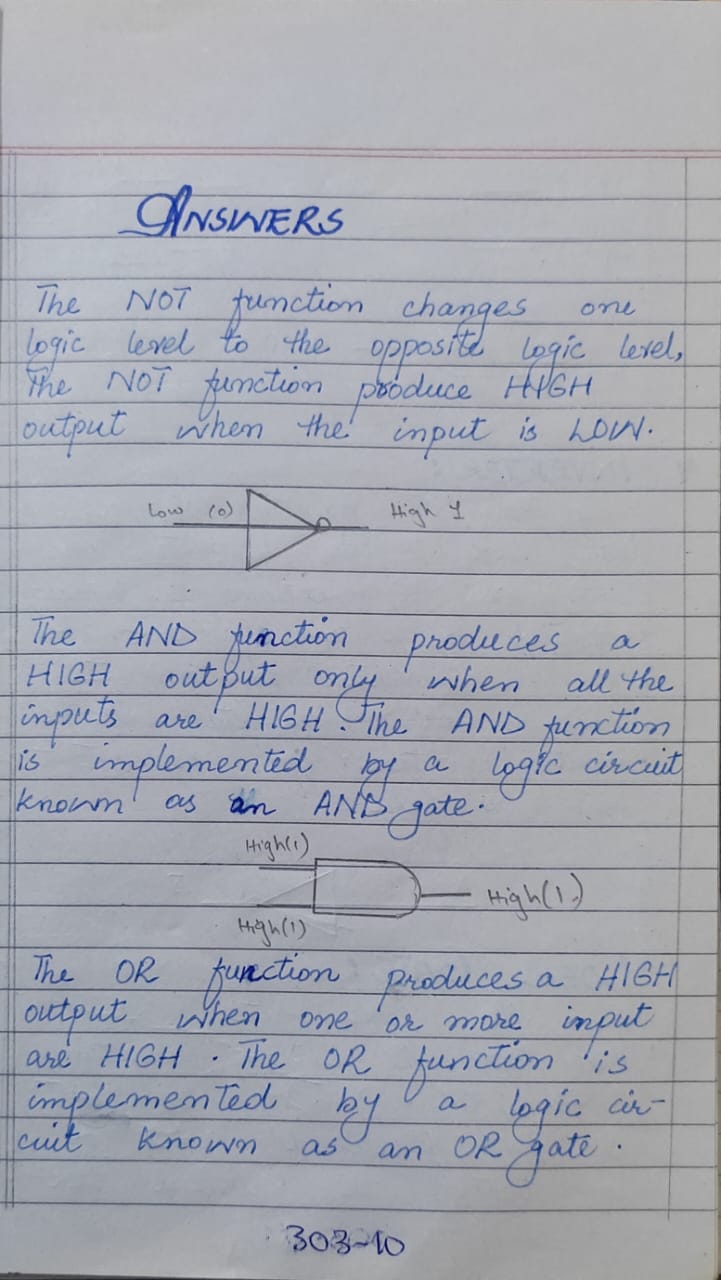 ANSWERS
The NOT function changes one
logic level to the opposite logic level,
The NOT function produce HIGH
output when the input is LOW.
Low (0) High 1
The AND function produces a
HIGH output only when all the
inputs are HIGH. The AND function
is implemented by a logic circuit
known as an AND gate.
High(1)
High(1)
High(1)
The OR function produces a HIGH
output when one or more input
are HIGH. The OR function is
implemented by a logic cir-
cuit known as an OR gate.
303-10